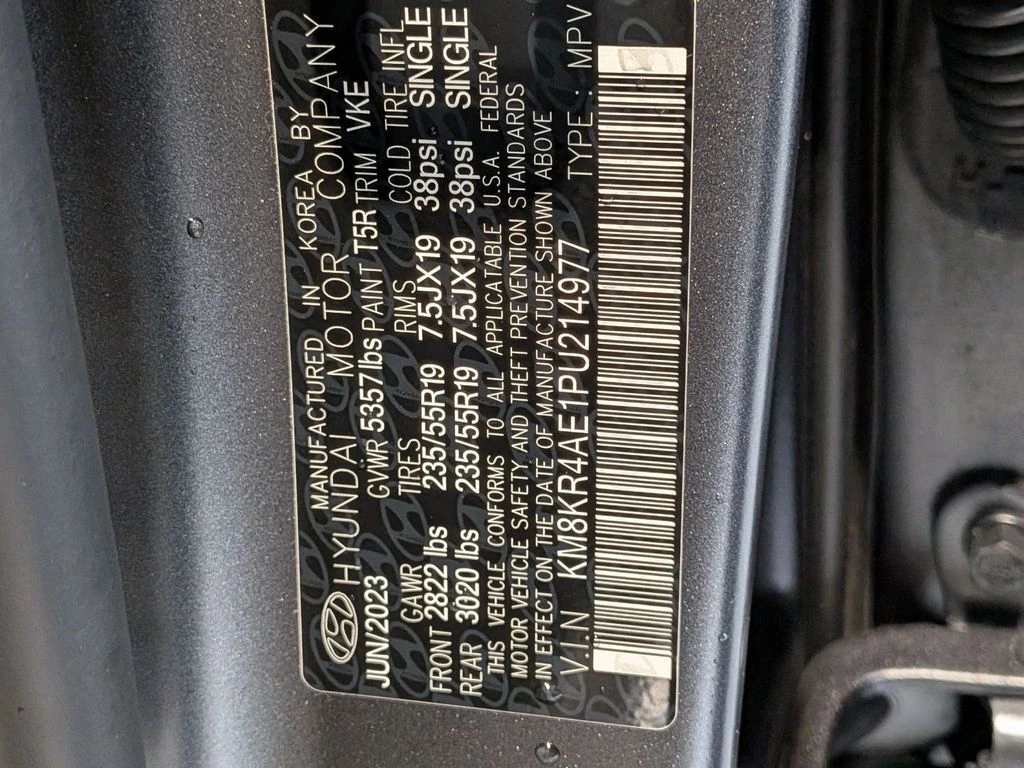 MANUFACTURED IN KOREA BY
HYUNDAI MOTOR COMPANY
JUN/2023 GVWR 5357lbs PAINT T5R TRIM VKE
GAWR TIRES RIMS COLD TIRE INFL
FRONT 2822 lbs 235/55R19 7.5JX19 38psi SINGLE
REAR 3020 lbs 235/55R19 7.5JX19 38psi SINGLE
THIS VEHICLE CONFORMS TO ALL APPLICATABLE U.S.A. FEDERAL
MOTOR VEHICLE SAFETY AND THEFT PREVENTION STANDARDS
IN EFFECT ON THE DATE OF MANUFACTURE SHOWN ABOVE
V.I.N KM8KR4AE1PU214977 TYPE: MPV